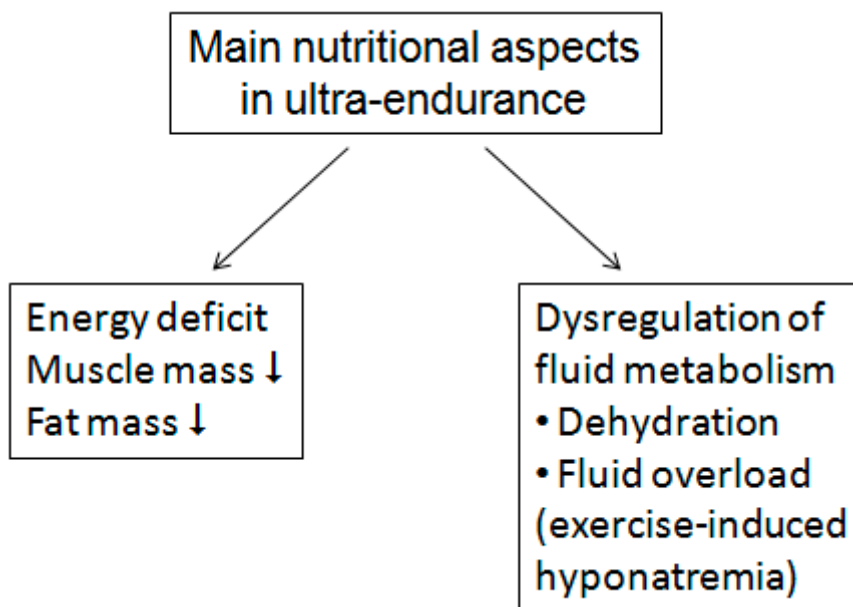 Main nutritional aspects
in ultra-endurance
Energy deficit
Muscle mass ↓
Fat mass ↓
Dysregulation of
fluid metabolism
• Dehydration
• Fluid overload
(exercise-induced
hyponatremia)